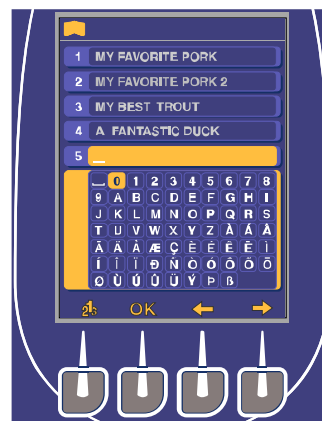 1 MY FAVORITE PORK
2 MY FAVORITE PORK 2
3 MY BEST TROUT
4 A FANTASTIC DUCK
5 _
0 1 2 3 4 5 6 7 8
9 A B C D E F G H I
J K L M N O P Q R S
T U V W X Y Z
Æ Ç
Ð Ñ
Ø Ý Þ ß
OK ← →